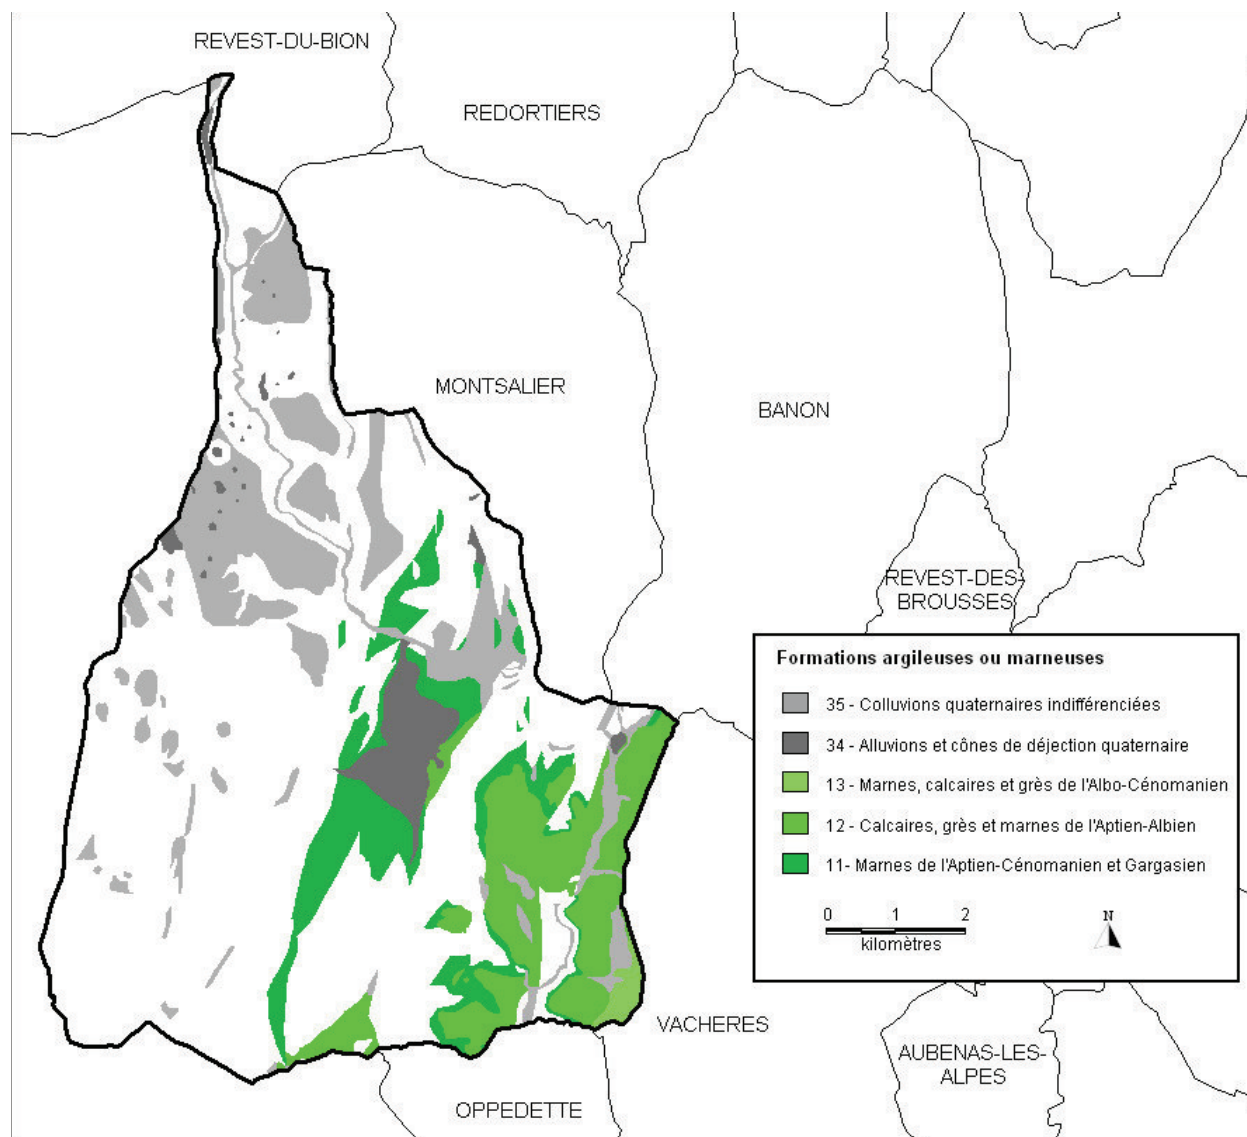 REVEST-DU-BION
REDORTIERS
MONTSALIER
BANON
REVEST-DES-
BROUSSES
Formations argileuses ou marneuses
35 - Colluvions quaternaires indifférenciées
34 - Alluvions et cônes de déjection quaternaire
13 - Marnes, calcaires et grès de l'Albo-Cénomanien
12 - Calcaires, grès et marnes de l'Aptien-Albien
11- Marnes de l'Aptien-Cénomanien et Gargasien
0 1 2
kilomètres
N
VACHERES
AUBENAS-LES-
ALPES
OPPEDETTE